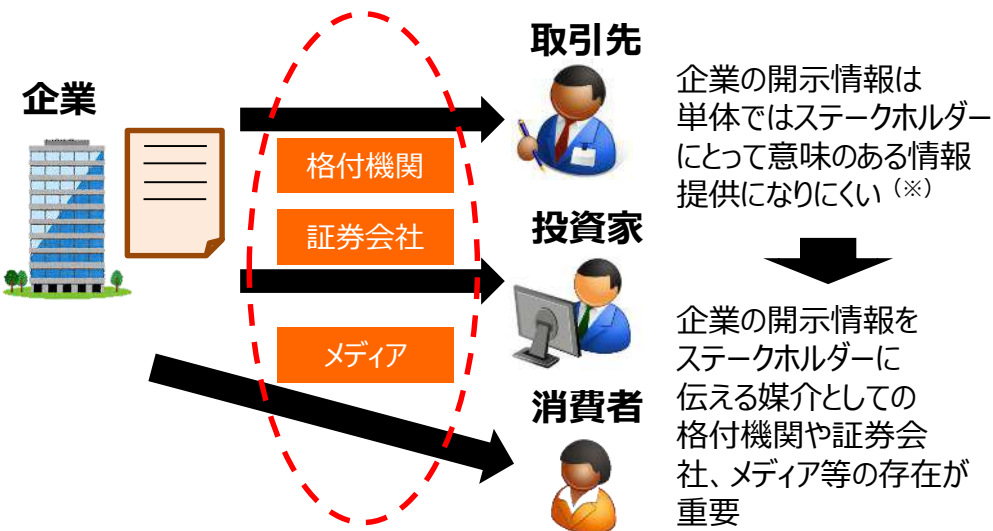 企業
格付機関
証券会社
メディア
取引先
投資家
消費者
企業の開示情報は
単体ではステークホルダー
にとって意味のある情報
提供になりにくい（※）
企業の開示情報を
ステークホルダーに
伝える媒介としての
格付機関や証券会
社、メディア等の存在が
重要